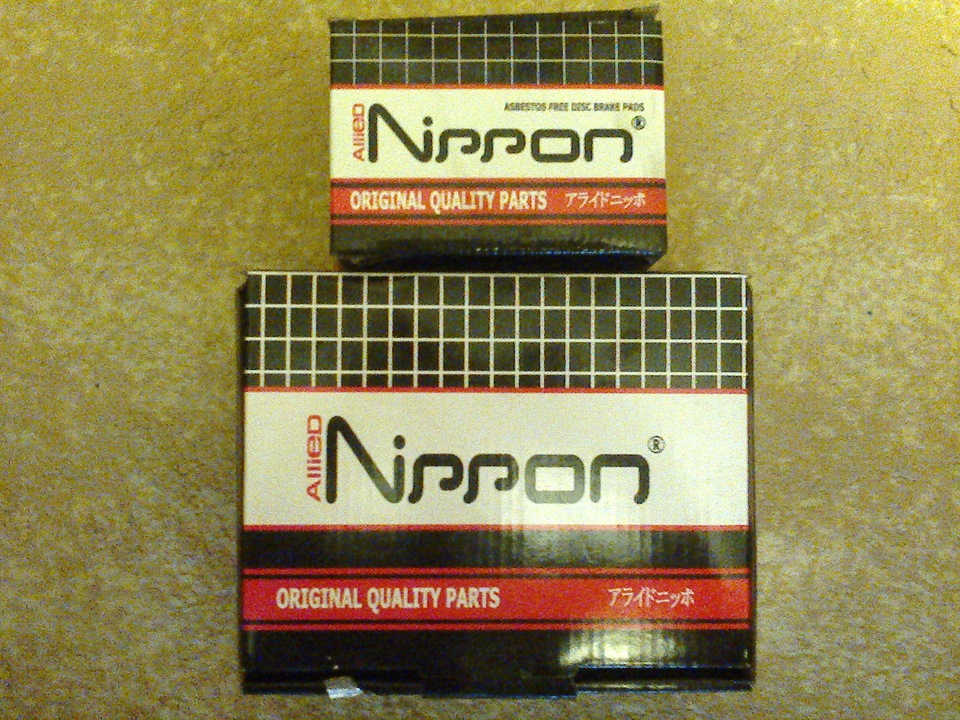 ASBESTOS FREE DISC BRAKE PADS
Allied Nippon®
ORIGINAL QUALITY PARTS アライドニッポ
Allied Nippon®
ORIGINAL QUALITY PARTS アライドニッポ